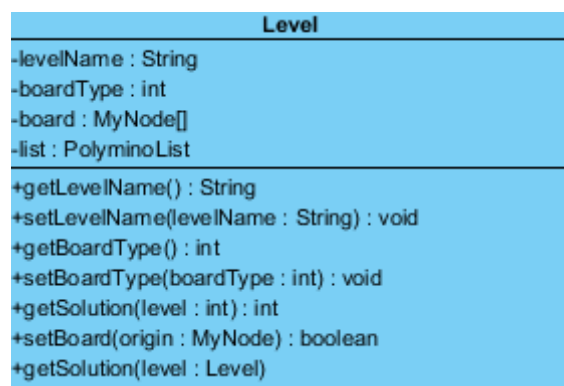 Level
-levelName : String
-boardType : int
-board : MyNode[]
-list : PolyminoList
+getLevelName() : String
+setLevelName(levelName : String) : void
+getBoardType() : int
+setBoardType(boardType : int) : void
+getSolution(level : int) : int
+setBoard(origin : MyNode) : boolean
+getSolution(level : Level)